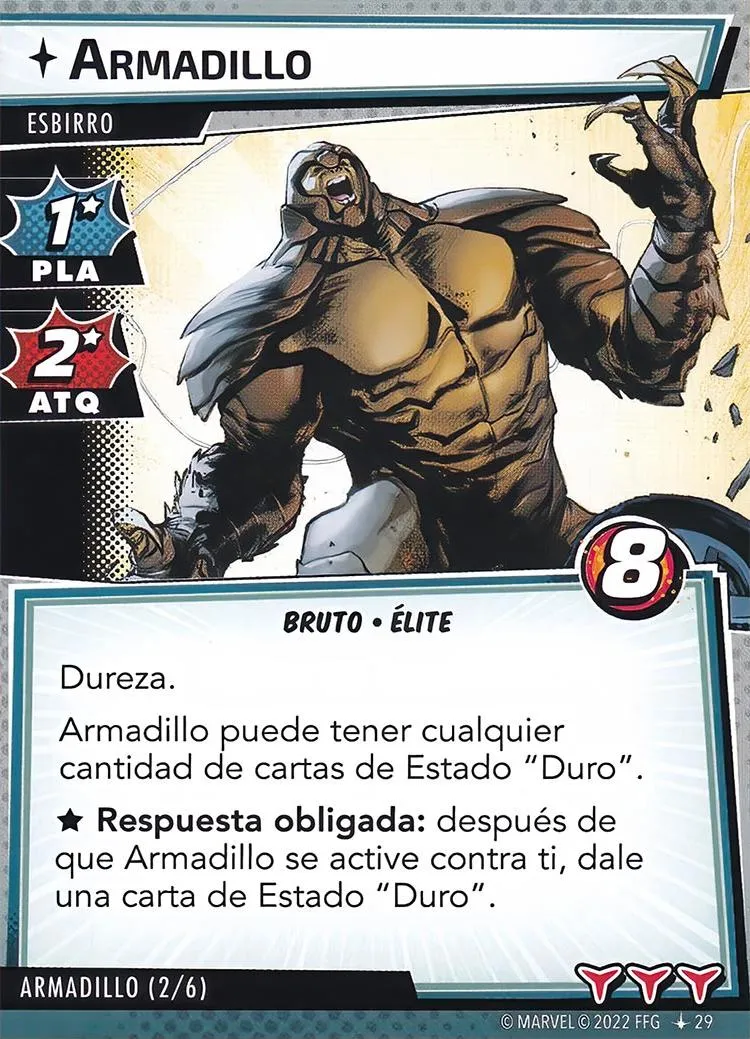 ARMADILLO
ESBIRRO
1★
PLA
2★
ATQ
8
BRUTO • ÉLITE
Dureza.
Armadillo puede tener cualquier
cantidad de cartas de Estado “Duro”.
★ Respuesta obligada: después de
que Armadillo se active contra ti, dale
una carta de Estado “Duro”.
ARMADILLO (2/6)
© MARVEL © 2022 FFG 29